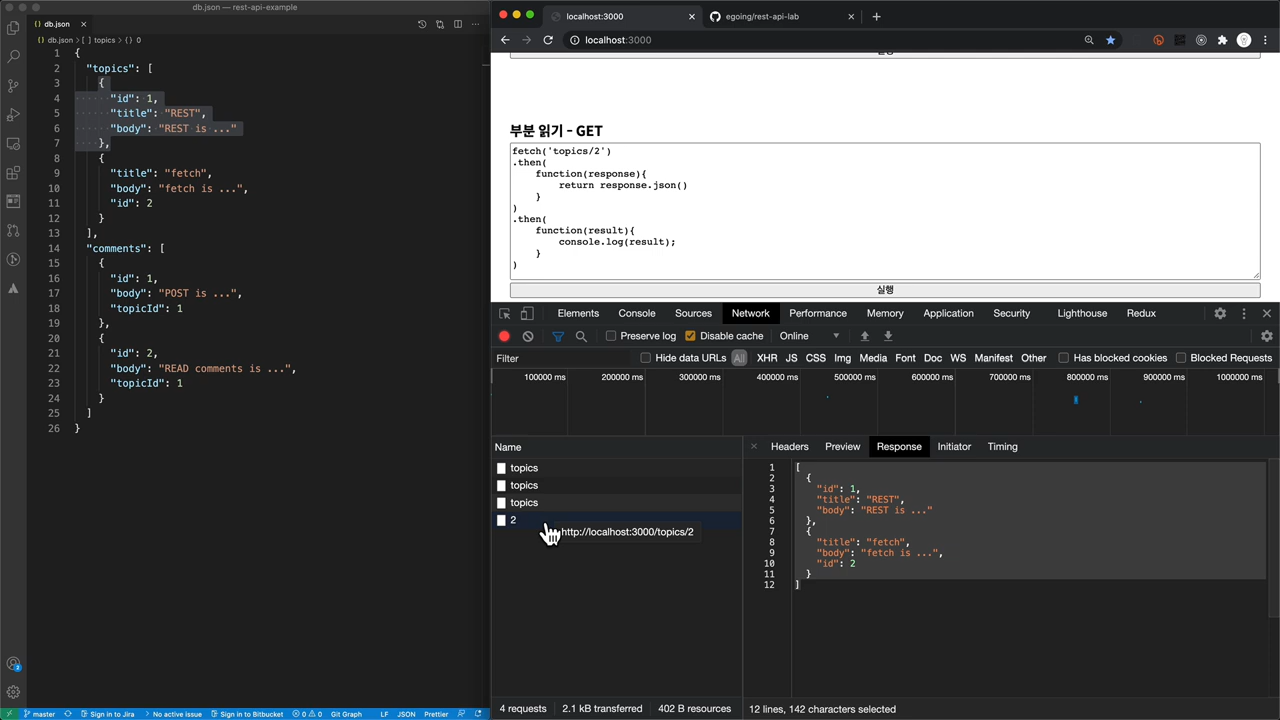 db.json — rest-api-example
{} db.json ×
{} db.json > [ ] topics > {} 0
1 {
2 "topics": [
3 {
4 "id": 1,
5 "title": "REST",
6 "body": "REST is ..."
7 },
8 {
9 "title": "fetch",
10 "body": "fetch is ...",
11 "id": 2
12 }
13 ],
14 "comments": [
15 {
16 "id": 1,
17 "body": "POST is ...",
18 "topicId": 1
19 },
20 {
21 "id": 2,
22 "body": "READ comments is ...",
23 "topicId": 1
24 }
25 ]
26 }
2
master Sign in to Jira No active issue Sign in to Bitbucket 0 0 Git Graph LF JSON Prettier
localhost:3000 × egoing/rest-api-lab × +
localhost:3000
부분 읽기 - GET
fetch('topics/2')
.then(
function(response){
return response.json()
}
)
.then(
function(result){
console.log(result);
}
)
실행
Elements Console Sources Network Performance Memory Application Security Lighthouse Redux
Preserve log Disable cache Online
Filter Hide data URLs All XHR JS CSS Img Media Font Doc WS Manifest Other Has blocked cookies Blocked Requests
100000 ms 200000 ms 300000 ms 400000 ms 500000 ms 600000 ms 700000 ms 800000 ms 900000 ms 1000000 ms
Name
topics
topics
topics
2
http://localhost:3000/topics/2
× Headers Preview Response Initiator Timing
1 [
2 {
3 "id": 1,
4 "title": "REST",
5 "body": "REST is ..."
6 },
7 {
8 "title": "fetch",
9 "body": "fetch is ...",
10 "id": 2
11 }
12 ]
4 requests 2.1 kB transferred 402 B resources 12 lines, 142 characters selected